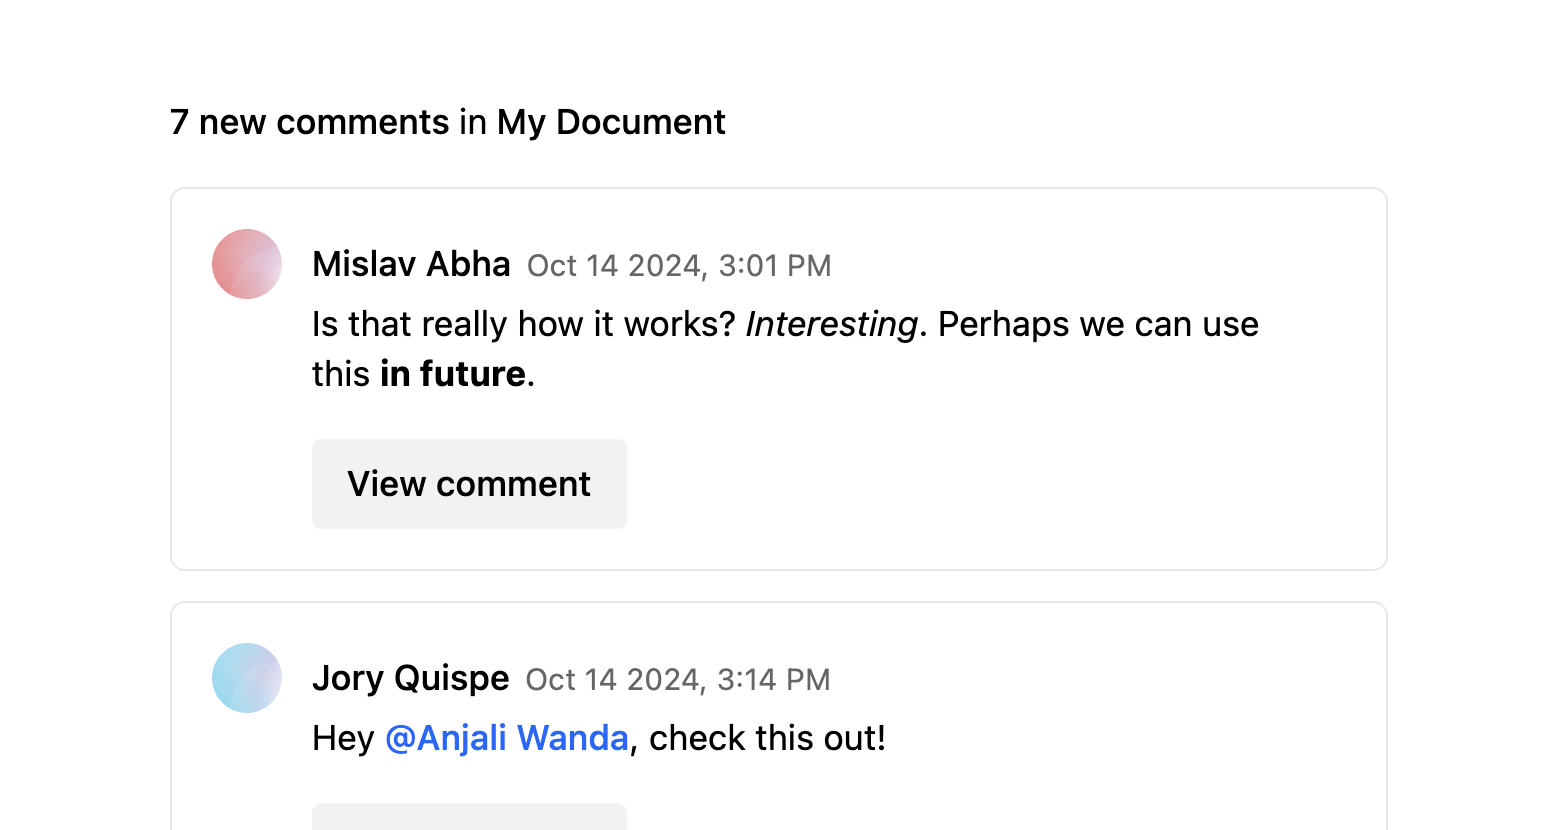 7 new comments in My Document
Mislav Abha Oct 14 2024, 3:01 PM
Is that really how it works? Interesting. Perhaps we can use
this in future.
View comment
Jory Quispe Oct 14 2024, 3:14 PM
Hey @Anjali Wanda, check this out!